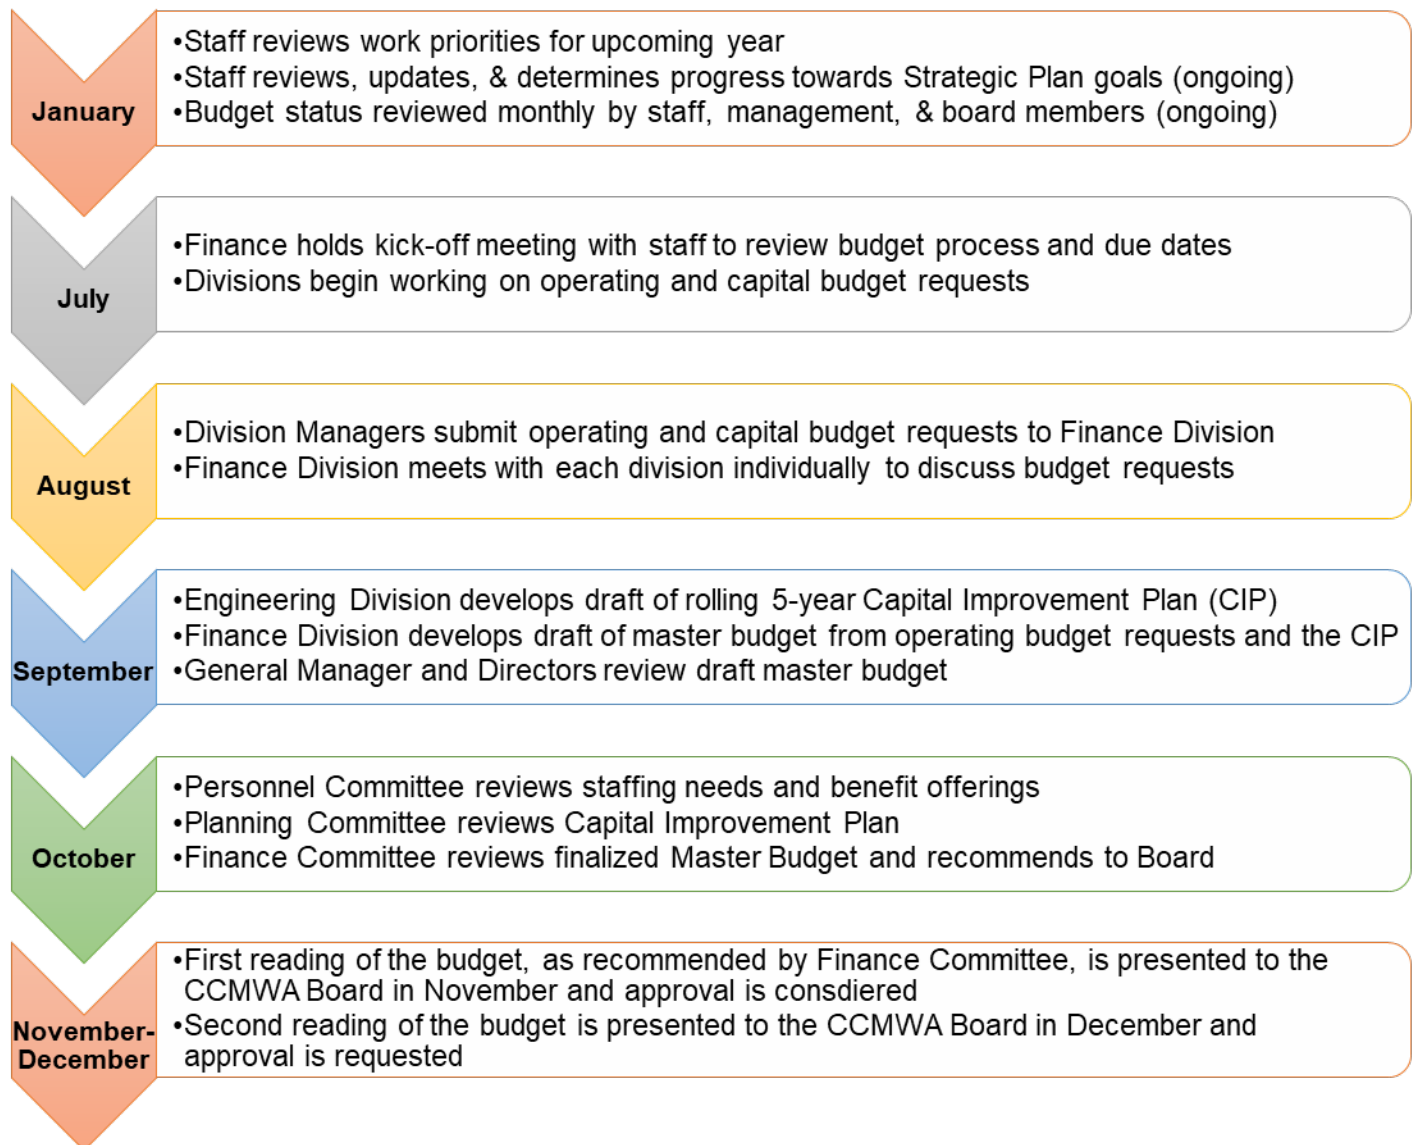 January
•Staff reviews work priorities for upcoming year
•Staff reviews, updates, & determines progress towards Strategic Plan goals (ongoing)
•Budget status reviewed monthly by staff, management, & board members (ongoing)
July
•Finance holds kick-off meeting with staff to review budget process and due dates
•Divisions begin working on operating and capital budget requests
August
•Division Managers submit operating and capital budget requests to Finance Division
•Finance Division meets with each division individually to discuss budget requests
September
•Engineering Division develops draft of rolling 5-year Capital Improvement Plan (CIP)
•Finance Division develops draft of master budget from operating budget requests and the CIP
•General Manager and Directors review draft master budget
October
•Personnel Committee reviews staffing needs and benefit offerings
•Planning Committee reviews Capital Improvement Plan
•Finance Committee reviews finalized Master Budget and recommends to Board
November-
December
•First reading of the budget, as recommended by Finance Committee, is presented to the
CCMWA Board in November and approval is consdiered
•Second reading of the budget is presented to the CCMWA Board in December and
approval is requested